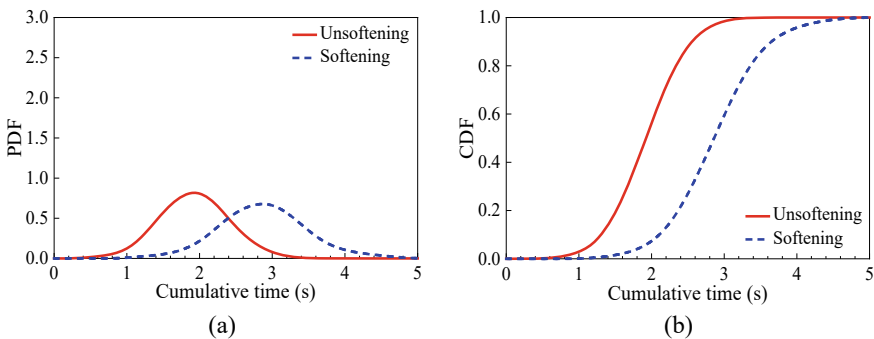 3.0
2.5
2.0
1.5
1.0
0.5
0.0
PDF
Unsoftening
Softening
0 1 2 3 4 5
Cumulative time (s)
(a)
1.0
0.8
0.6
0.4
0.2
0.0
CDF
Unsoftening
Softening
0 1 2 3 4 5
Cumulative time (s)
(b)